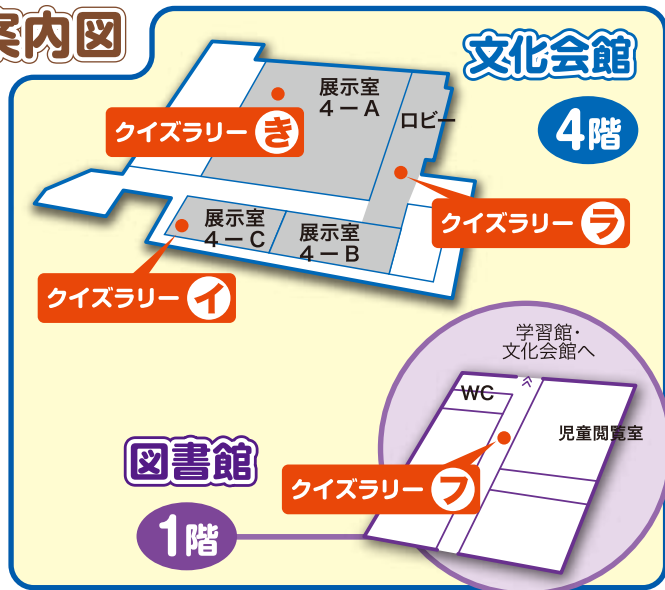 案内図
文化会館
4階
展示室
4－A
ロビー
クイズラリー き
クイズラリー ラ
展示室
4－C
展示室
4－B
クイズラリー イ
学習館・
文化会館へ
WC
児童閲覧室
図書館
1階
クイズラリー フ